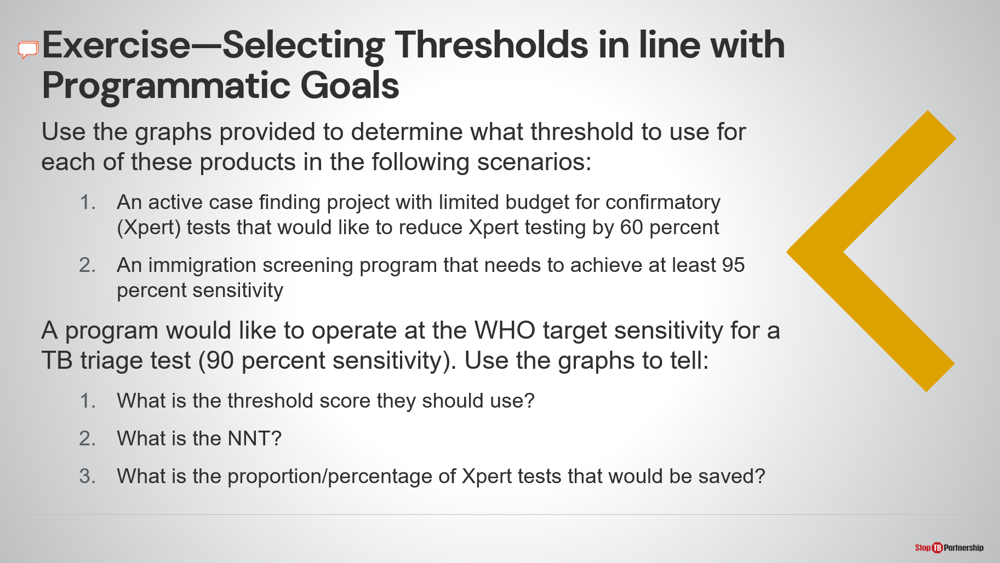 Exercise—Selecting Thresholds in line with
Programmatic Goals
Use the graphs provided to determine what threshold to use for
each of these products in the following scenarios:
1. An active case finding project with limited budget for confirmatory
(Xpert) tests that would like to reduce Xpert testing by 60 percent
2. An immigration screening program that needs to achieve at least 95
percent sensitivity
A program would like to operate at the WHO target sensitivity for a
TB triage test (90 percent sensitivity). Use the graphs to tell:
1. What is the threshold score they should use?
2. What is the NNT?
3. What is the proportion/percentage of Xpert tests that would be saved?
Stop TB Partnership